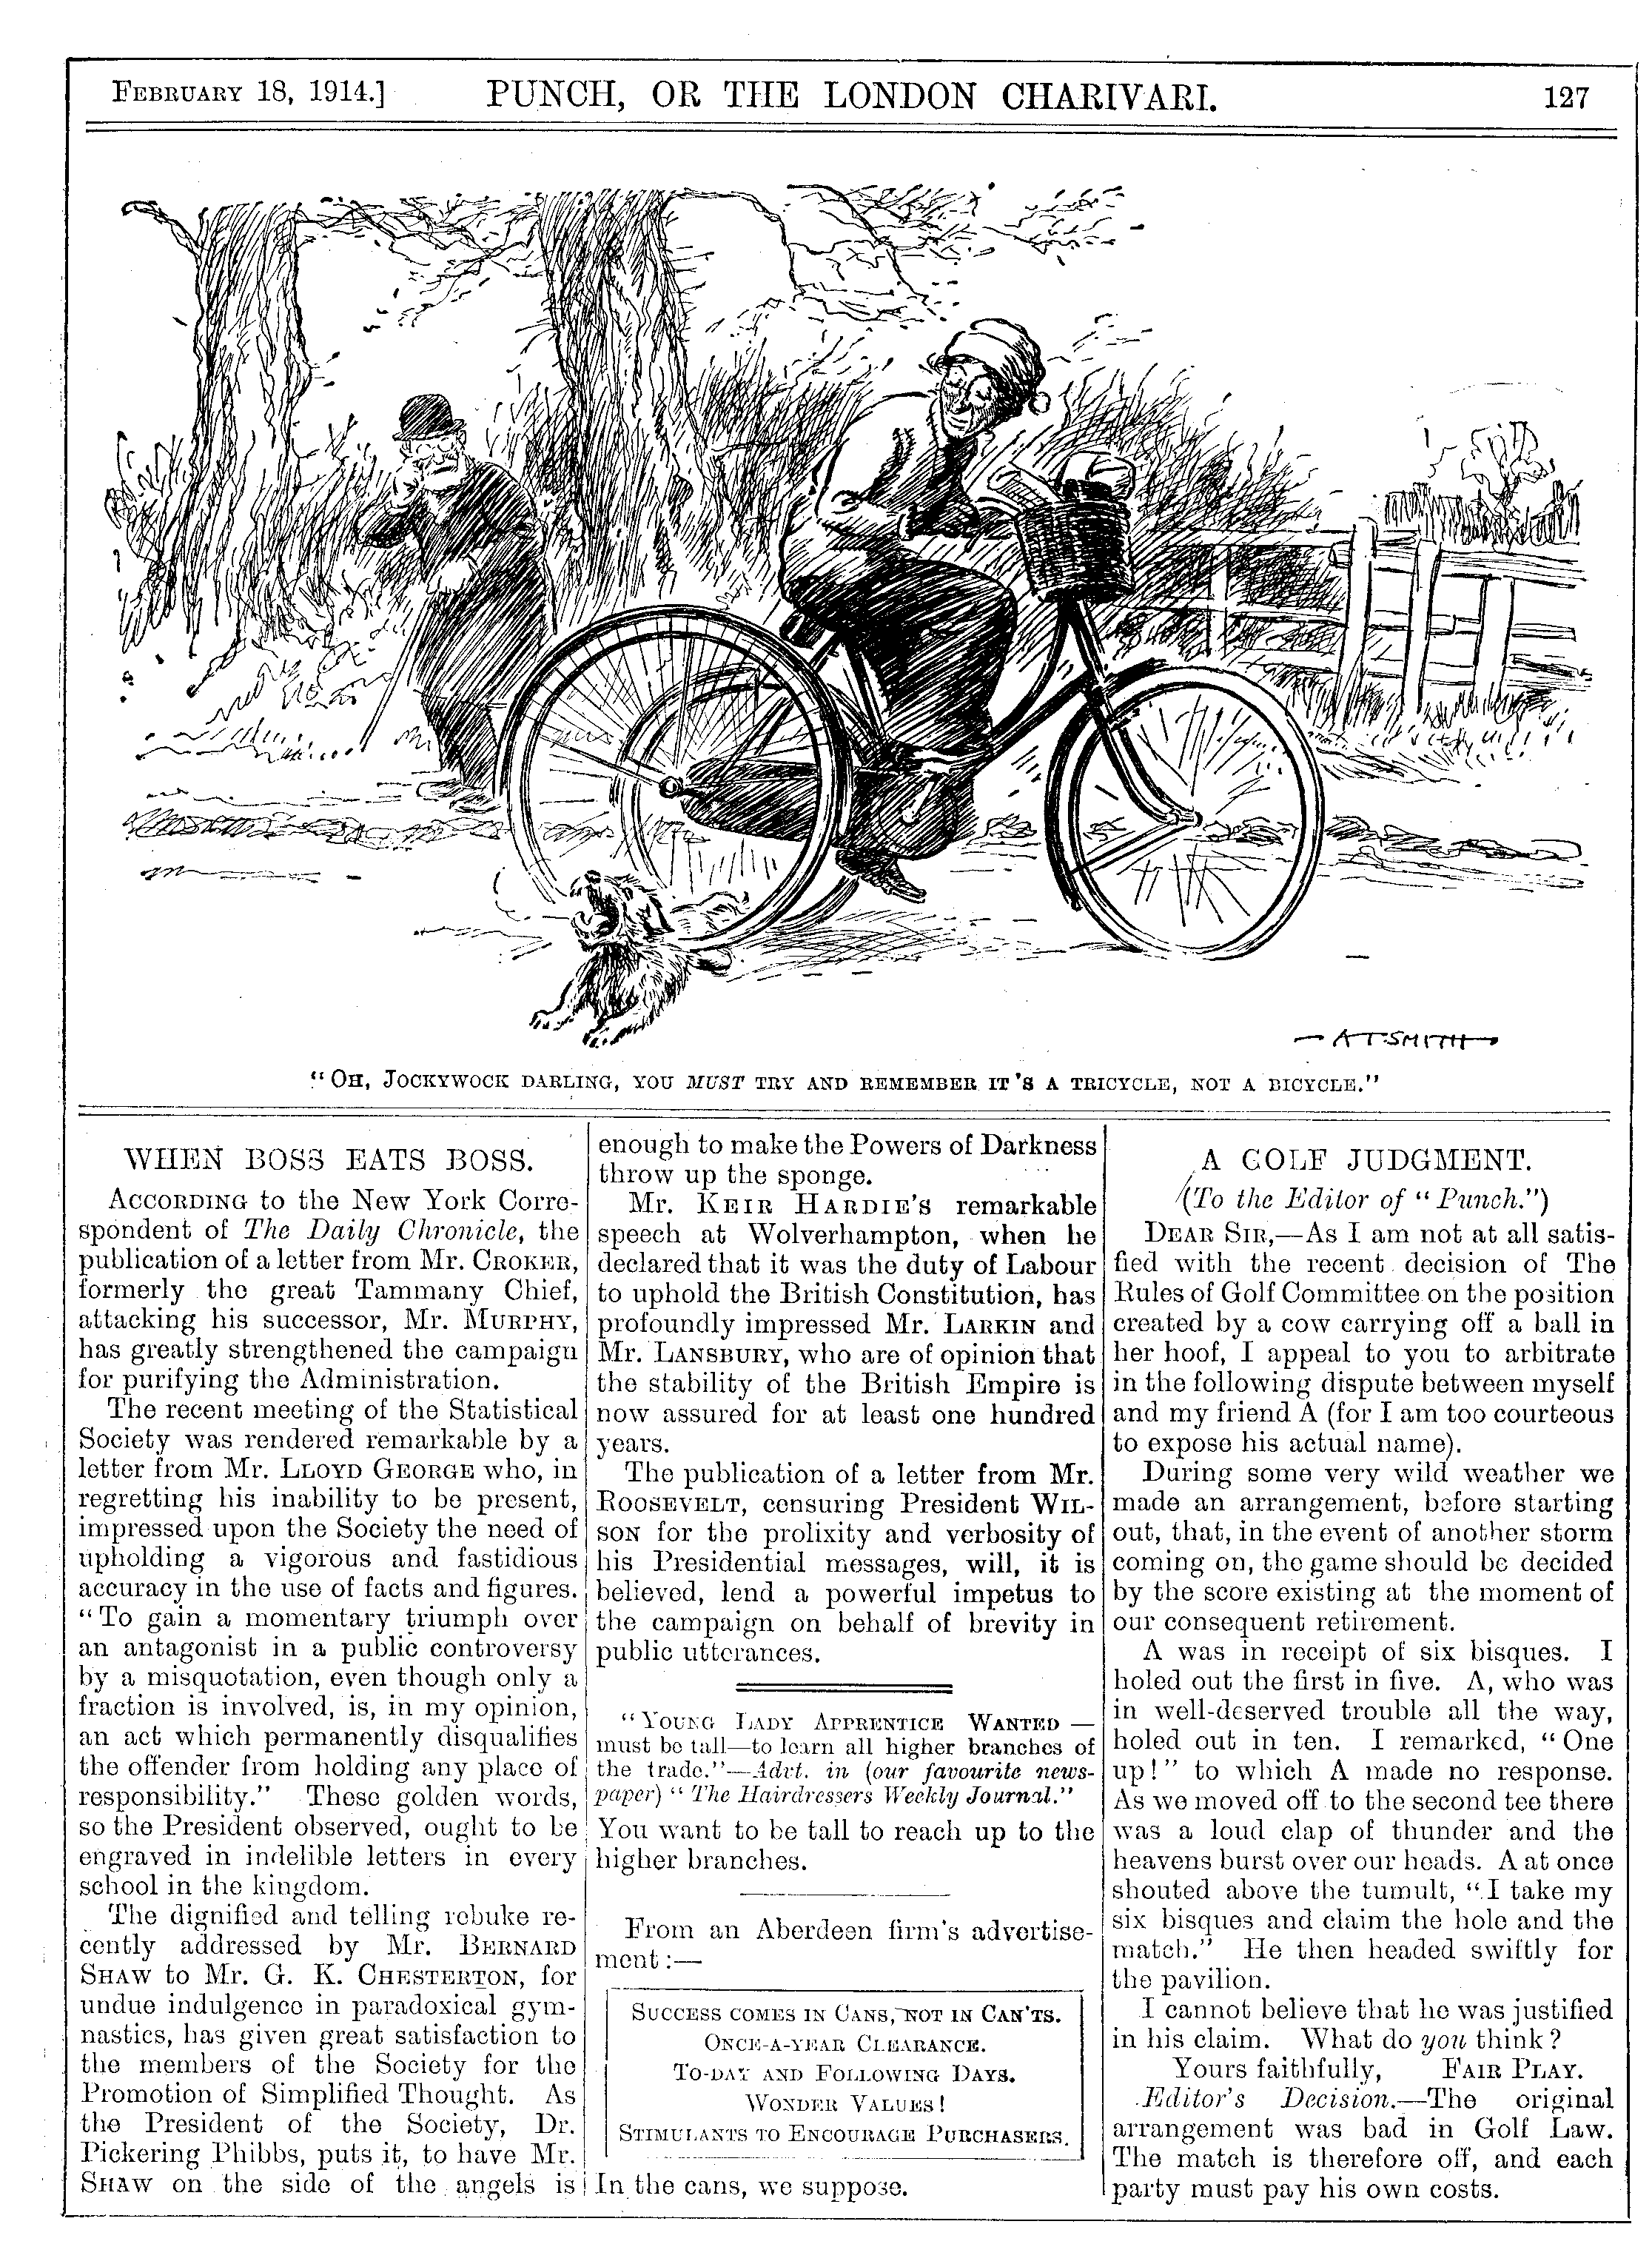 FEBRUARY 18, 1914.] PUNCH, OR THE LONDON CHARIVARI. 127
A T. SMITH
"OH, JOCKYWOCK DARLING, YOU MUST TRY AND REMEMBER IT'S A TRICYCLE, NOT A BICYCLE."
WHEN BOSS EATS BOSS.
ACCORDING to the New York Corre-
spondent of The Daily Chronicle, the
publication of a letter from Mr. CROKER,
formerly the great Tammany Chief,
attacking his successor, Mr. MURPHY,
has greatly strengthened the campaign
for purifying the Administration.
The recent meeting of the Statistical
Society was rendered remarkable by a
letter from Mr. LLOYD GEORGE who, in
regretting his inability to be present,
impressed upon the Society the need of
upholding a vigorous and fastidious
accuracy in the use of facts and figures.
"To gain a momentary triumph over
an antagonist in a public controversy
by a misquotation, even though only a
fraction is involved, is, in my opinion,
an act which permanently disqualifies
the offender from holding any place of
responsibility." These golden words,
so the President observed, ought to be
engraved in indelible letters in every
school in the kingdom.
The dignified and telling rebuke re-
cently addressed by Mr. BERNARD
SHAW to Mr. G. K. CHESTERTON, for
undue indulgence in paradoxical gym-
nastics, has given great satisfaction to
the members of the Society for the
Promotion of Simplified Thought. As
the President of the Society, Dr.
Pickering Phibbs, puts it, to have Mr.
SHAW on the side of the angels is
enough to make the Powers of Darkness
throw up the sponge.
Mr. KEIR HARDIE'S remarkable
speech at Wolverhampton, when he
declared that it was the duty of Labour
to uphold the British Constitution, has
profoundly impressed Mr. LARKIN and
Mr. LANSBURY, who are of opinion that
the stability of the British Empire is
now assured for at least one hundred
years.
The publication of a letter from Mr.
ROOSEVELT, censuring President WIL-
SON for the prolixity and verbosity of
his Presidential messages, will, it is
believed, lend a powerful impetus to
the campaign on behalf of brevity in
public utterances.
"YOUNG LADY APPRENTICE WANTED—
must be tall—to learn all higher branches of
the trade."—Advt. in (our favourite news-
paper) "The Hairdressers Weekly Journal."
You want to be tall to reach up to the
higher branches.
From an Aberdeen firm's advertise-
ment:—
SUCCESS COMES IN CANS, NOT IN CAN'TS.
ONCE-A-YEAR CLEARANCE.
TO-DAY AND FOLLOWING DAYS.
WONDER VALUES!
STIMULANTS TO ENCOURAGE PURCHASERS.
In the cans, we suppose.
A GOLF JUDGMENT.
(To the Editor of "Punch.")
DEAR SIR,—As I am not at all satis-
fied with the recent decision of The
Rules of Golf Committee on the position
created by a cow carrying off a ball in
her hoof, I appeal to you to arbitrate
in the following dispute between myself
and my friend A (for I am too courteous
to expose his actual name).
During some very wild weather we
made an arrangement, before starting
out, that, in the event of another storm
coming on, the game should be decided
by the score existing at the moment of
our consequent retirement.
A was in receipt of six bisques. I
holed out the first in five. A, who was
in well-deserved trouble all the way,
holed out in ten. I remarked, "One
up!" to which A made no response.
As we moved off to the second tee there
was a loud clap of thunder and the
heavens burst over our heads. A at once
shouted above the tumult, "I take my
six bisques and claim the hole and the
match." He then headed swiftly for
the pavilion.
I cannot believe that he was justified
in his claim. What do you think?
Yours faithfully, FAIR PLAY.
Editor's Decision.—The original
arrangement was bad in Golf Law.
The match is therefore off, and each
party must pay his own costs.